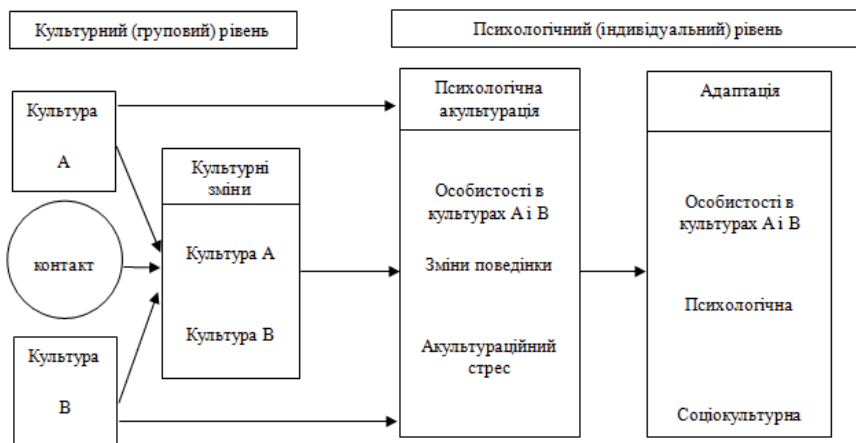 Культурний (груповий) рівень
Психологічний (індивідуальний) рівень
Культура
А
контакт
Культура
В
Культурні
зміни
Культура А
Культура В
Психологічна
акультурація
Особистості в
культурах А і В
Зміни поведінки
Акультураційний
стрес
Адаптація
Особистості в
культурах А і В
Психологічна
Соціокультурна